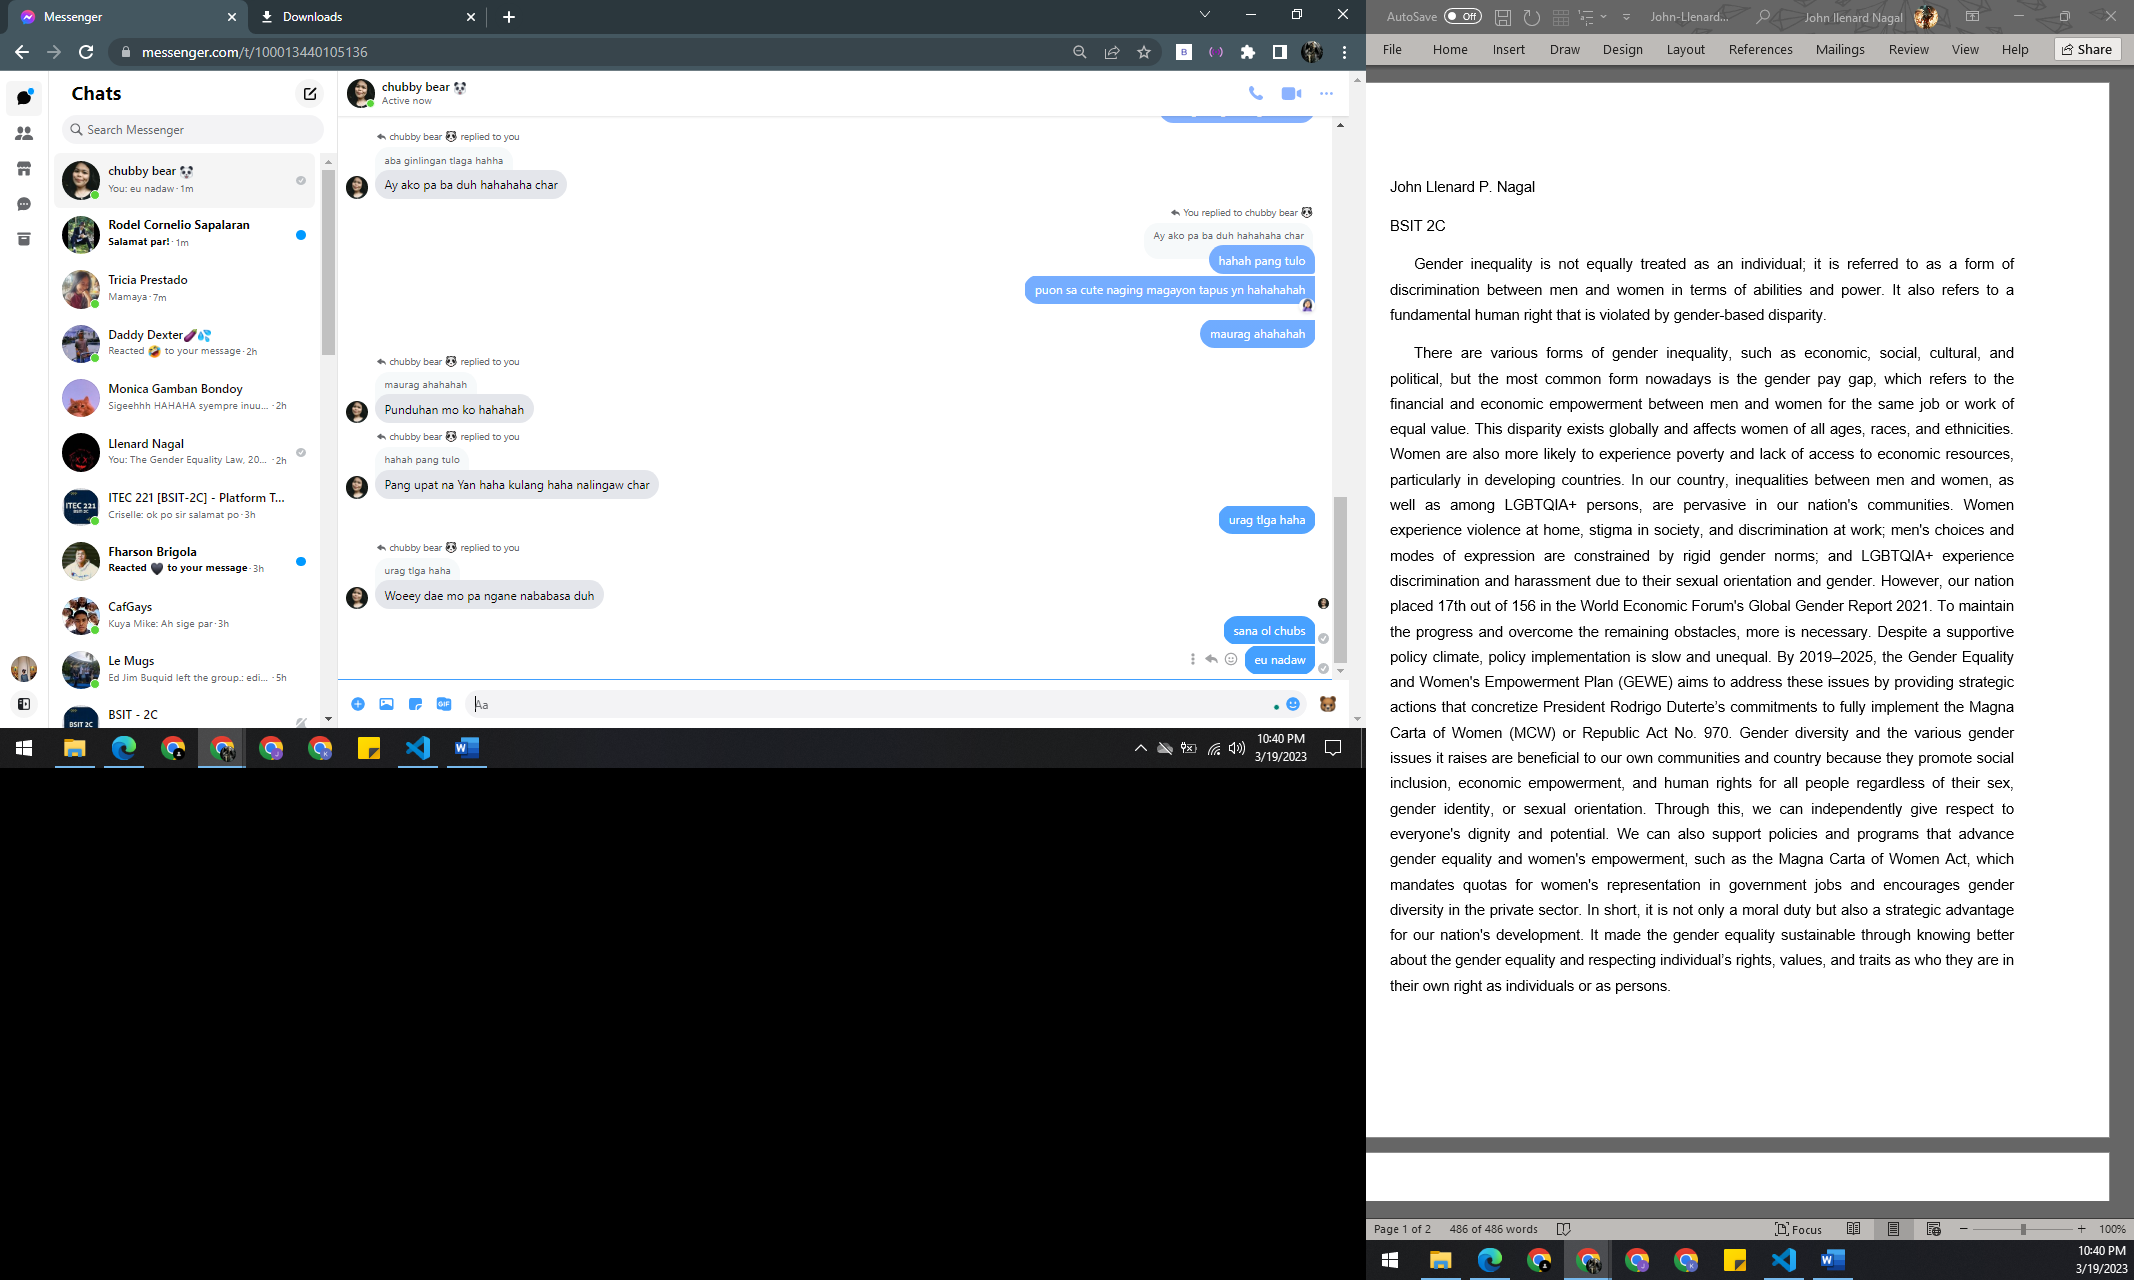 Messenger
Downloads
messenger.com/t/100013440105136
Chats
Search Messenger
chubby bear 🐼
You: eu nadaw · 1m
Rodel Cornelio Sapalaran
Salamat par! · 1m
Tricia Prestado
Mamaya · 7m
Daddy Dexter🍆💦
Reacted 🤣 to your message · 2h
Monica Gamban Bondoy
Sigeehhh HAHAHA syempre inuu... · 2h
Llenard Nagal
You: The Gender Equality Law, 20... · 2h
ITEC 221 [BSIT-2C] - Platform T...
Criselle: ok po sir salamat po · 3h
Fharson Brigola
Reacted 🖤 to your message · 3h
CafGays
Kuya Mike: Ah sige par · 3h
Le Mugs
Ed Jim Buquid left the group.: edi... · 5h
BSIT - 2C
chubby bear 🐼
Active now
chubby bear 🐼 replied to you
aba ginlingan tlaga hahha
Ay ako pa ba duh hahahaha char
You replied to chubby bear 🐼
Ay ako pa ba duh hahahaha char
hahah pang tulo
puon sa cute naging magayon tapus yn hahahahah
maurag ahahahah
chubby bear 🐼 replied to you
maurag ahahahah
Punduhan mo ko hahahah
chubby bear 🐼 replied to you
hahah pang tulo
Pang upat na Yan haha kulang haha nalingaw char
urag tlga haha
chubby bear 🐼 replied to you
urag tlga haha
Woeey dae mo pa ngane nababasa duh
sana ol chubs
eu nadaw
GIF
Aa
10:40 PM
3/19/2023
AutoSave Off John-Llenard... John llenard Nagal
File Home Insert Draw Design Layout References Mailings Review View Help Share
John Llenard P. Nagal
BSIT 2C
Gender inequality is not equally treated as an individual; it is referred to as a form of
discrimination between men and women in terms of abilities and power. It also refers to a
fundamental human right that is violated by gender-based disparity.
There are various forms of gender inequality, such as economic, social, cultural, and
political, but the most common form nowadays is the gender pay gap, which refers to the
financial and economic empowerment between men and women for the same job or work of
equal value. This disparity exists globally and affects women of all ages, races, and ethnicities.
Women are also more likely to experience poverty and lack of access to economic resources,
particularly in developing countries. In our country, inequalities between men and women, as
well as among LGBTQIA+ persons, are pervasive in our nation's communities. Women
experience violence at home, stigma in society, and discrimination at work; men's choices and
modes of expression are constrained by rigid gender norms; and LGBTQIA+ experience
discrimination and harassment due to their sexual orientation and gender. However, our nation
placed 17th out of 156 in the World Economic Forum's Global Gender Report 2021. To maintain
the progress and overcome the remaining obstacles, more is necessary. Despite a supportive
policy climate, policy implementation is slow and unequal. By 2019–2025, the Gender Equality
and Women's Empowerment Plan (GEWE) aims to address these issues by providing strategic
actions that concretize President Rodrigo Duterte's commitments to fully implement the Magna
Carta of Women (MCW) or Republic Act No. 970. Gender diversity and the various gender
issues it raises are beneficial to our own communities and country because they promote social
inclusion, economic empowerment, and human rights for all people regardless of their sex,
gender identity, or sexual orientation. Through this, we can independently give respect to
everyone's dignity and potential. We can also support policies and programs that advance
gender equality and women's empowerment, such as the Magna Carta of Women Act, which
mandates quotas for women's representation in government jobs and encourages gender
diversity in the private sector. In short, it is not only a moral duty but also a strategic advantage
for our nation's development. It made the gender equality sustainable through knowing better
about the gender equality and respecting individual's rights, values, and traits as who they are in
their own right as individuals or as persons.
Page 1 of 2 486 of 486 words Focus 100%
10:40 PM
3/19/2023